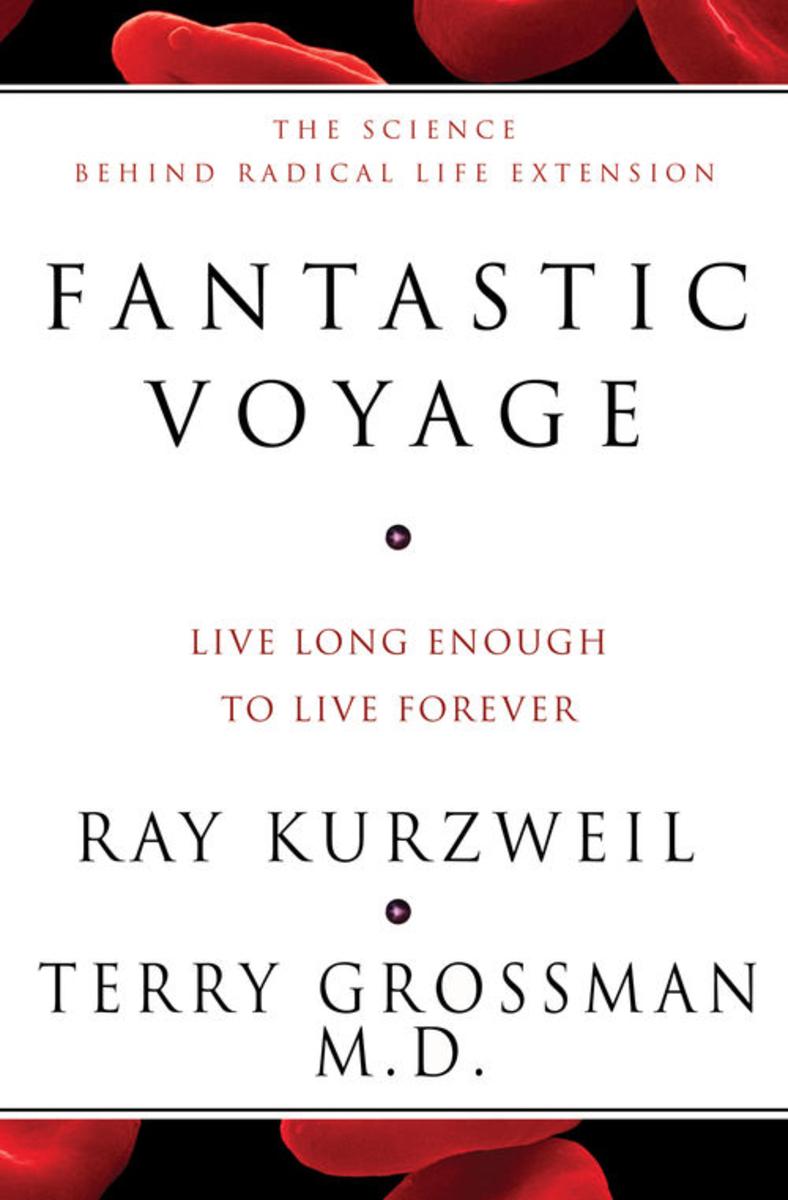 THE SCIENCE
BEHIND RADICAL LIFE EXTENSION
FANTASTIC
VOYAGE
LIVE LONG ENOUGH
TO LIVE FOREVER
RAY KURZWEIL
TERRY GROSSMAN
M.D.